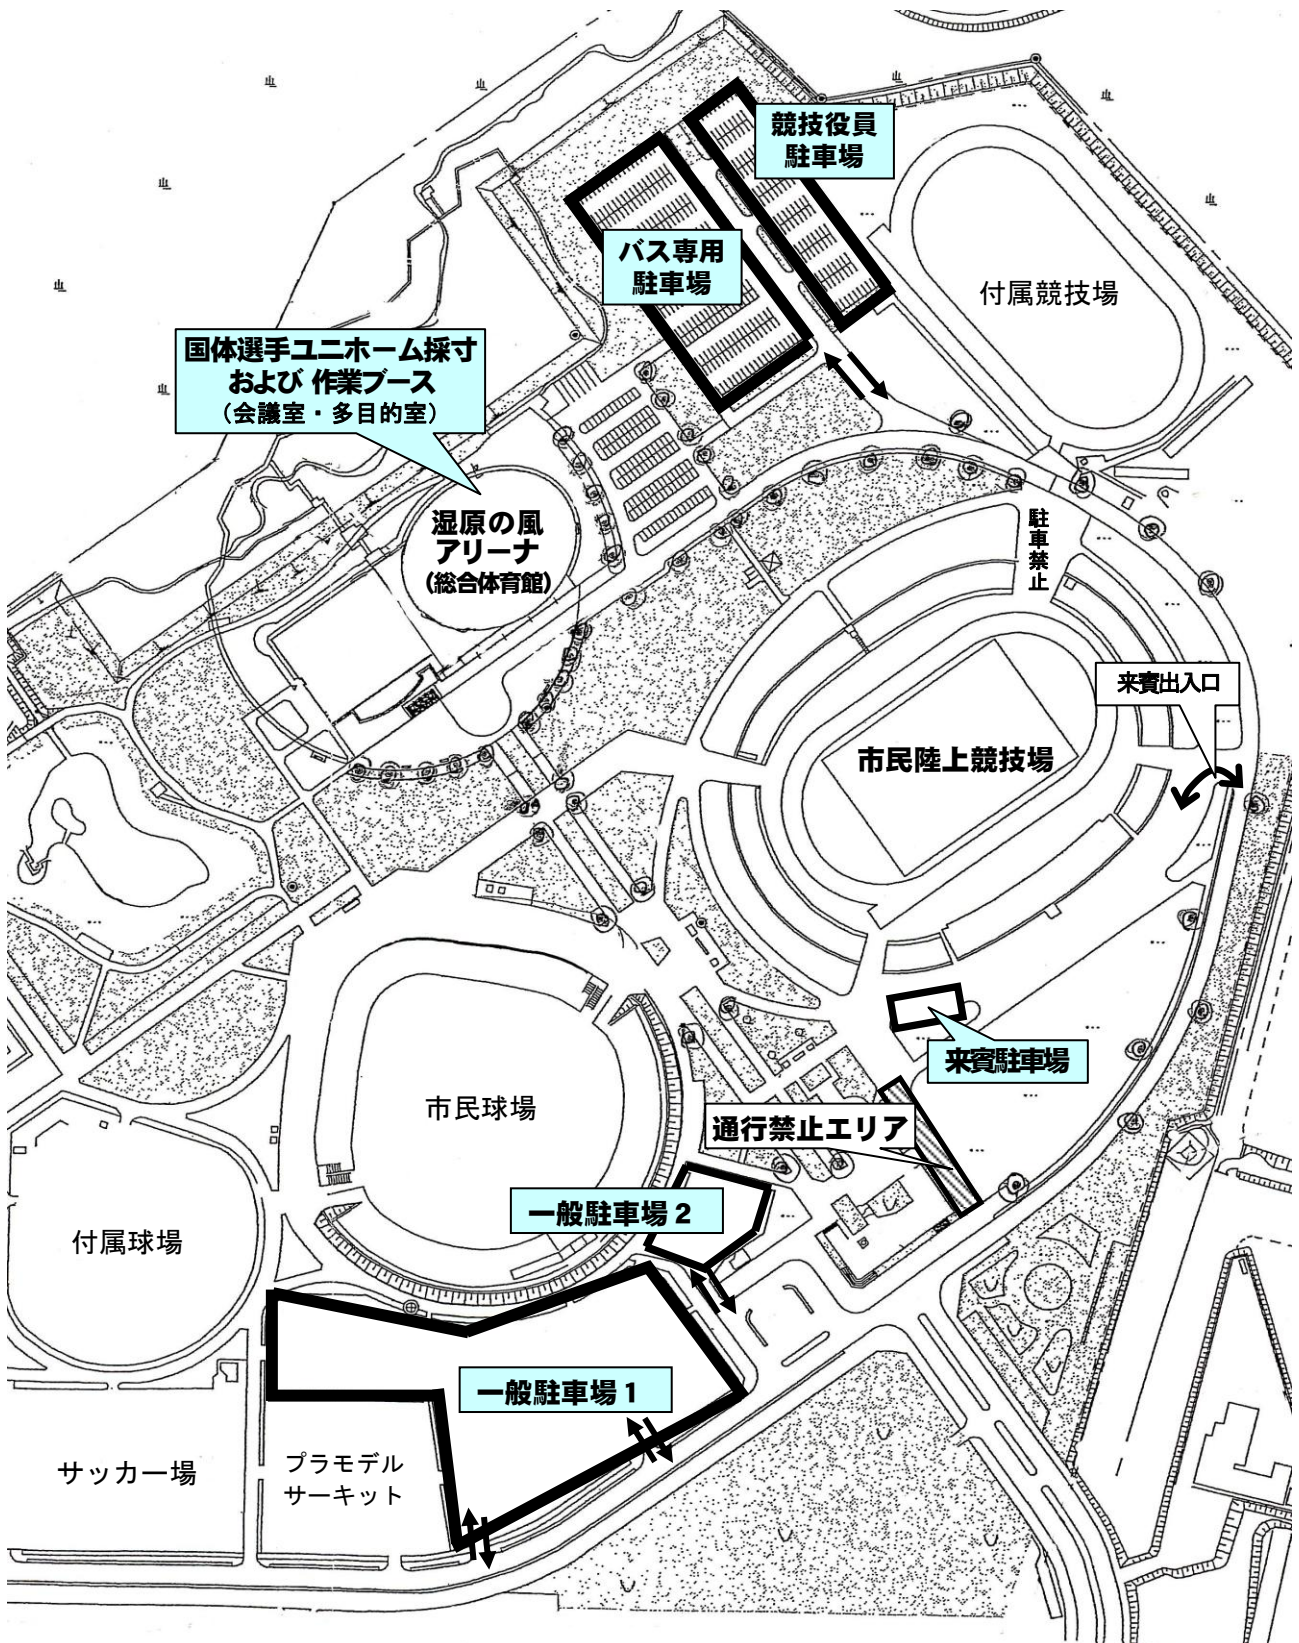 競技役員
駐車場
バス専用
駐車場
付属競技場
国体選手ユニホーム採寸
および 作業ブース
（会議室・多目的室）
湿原の風
アリーナ
（総合体育館）
駐車禁止
来賓出入口
市民陸上競技場
来賓駐車場
市民球場
通行禁止エリア
一般駐車場２
付属球場
一般駐車場１
サッカー場
プラモデル
サーキット